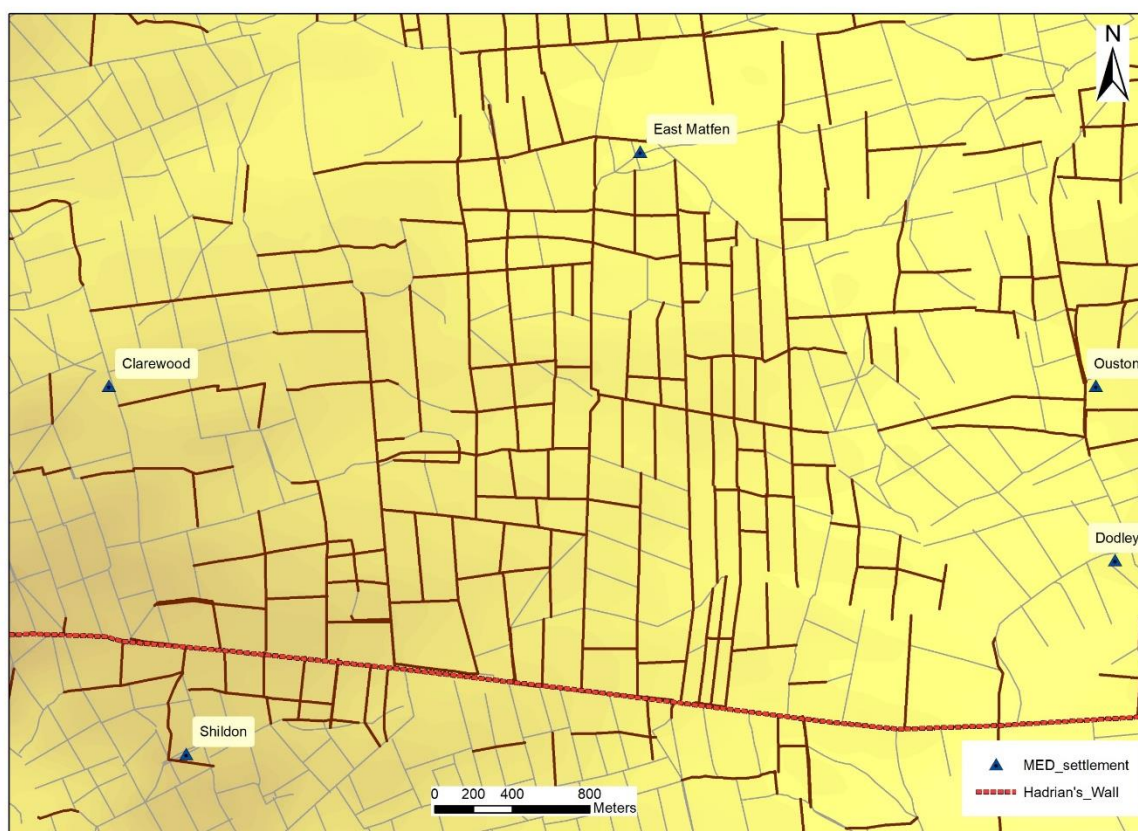 N
East Matfen
Clarewood
Ouston
Dodley
Shildon
MED_settlement
Hadrian's_Wall
0 200 400 800
Meters